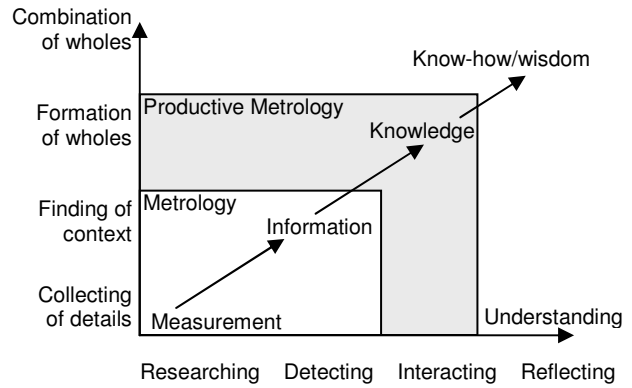 Combination
of wholes
Know-how/wisdom
Formation
of wholes
Productive Metrology
Knowledge
Finding of
context
Metrology
Information
Collecting
of details
Measurement
Understanding
Researching Detecting Interacting Reflecting